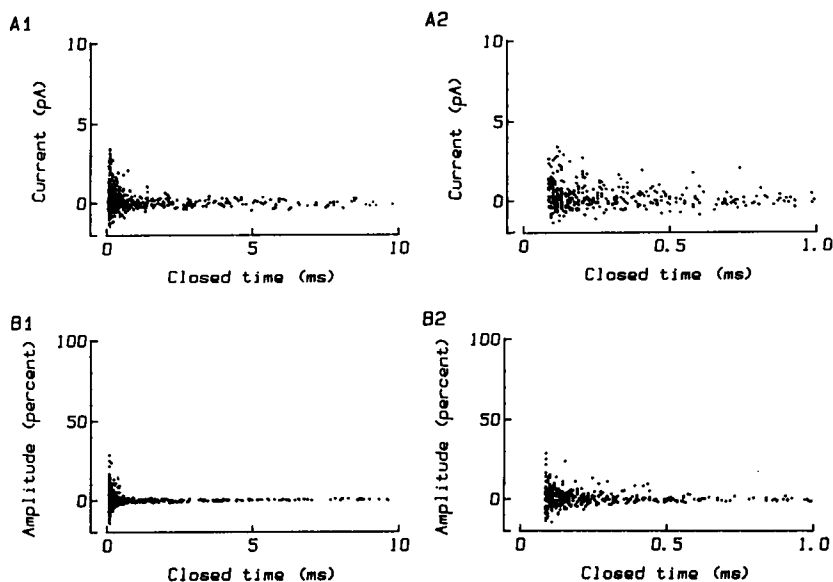 A1
10
5
0
Current (pA)
0 5 10
Closed time (ms)
A2
10
5
0
Current (pA)
0 0.5 1.0
Closed time (ms)
B1
100
50
0
Amplitude (percent)
0 5 10
Closed time (ms)
B2
100
50
0
Amplitude (percent)
0 0.5 1.0
Closed time (ms)